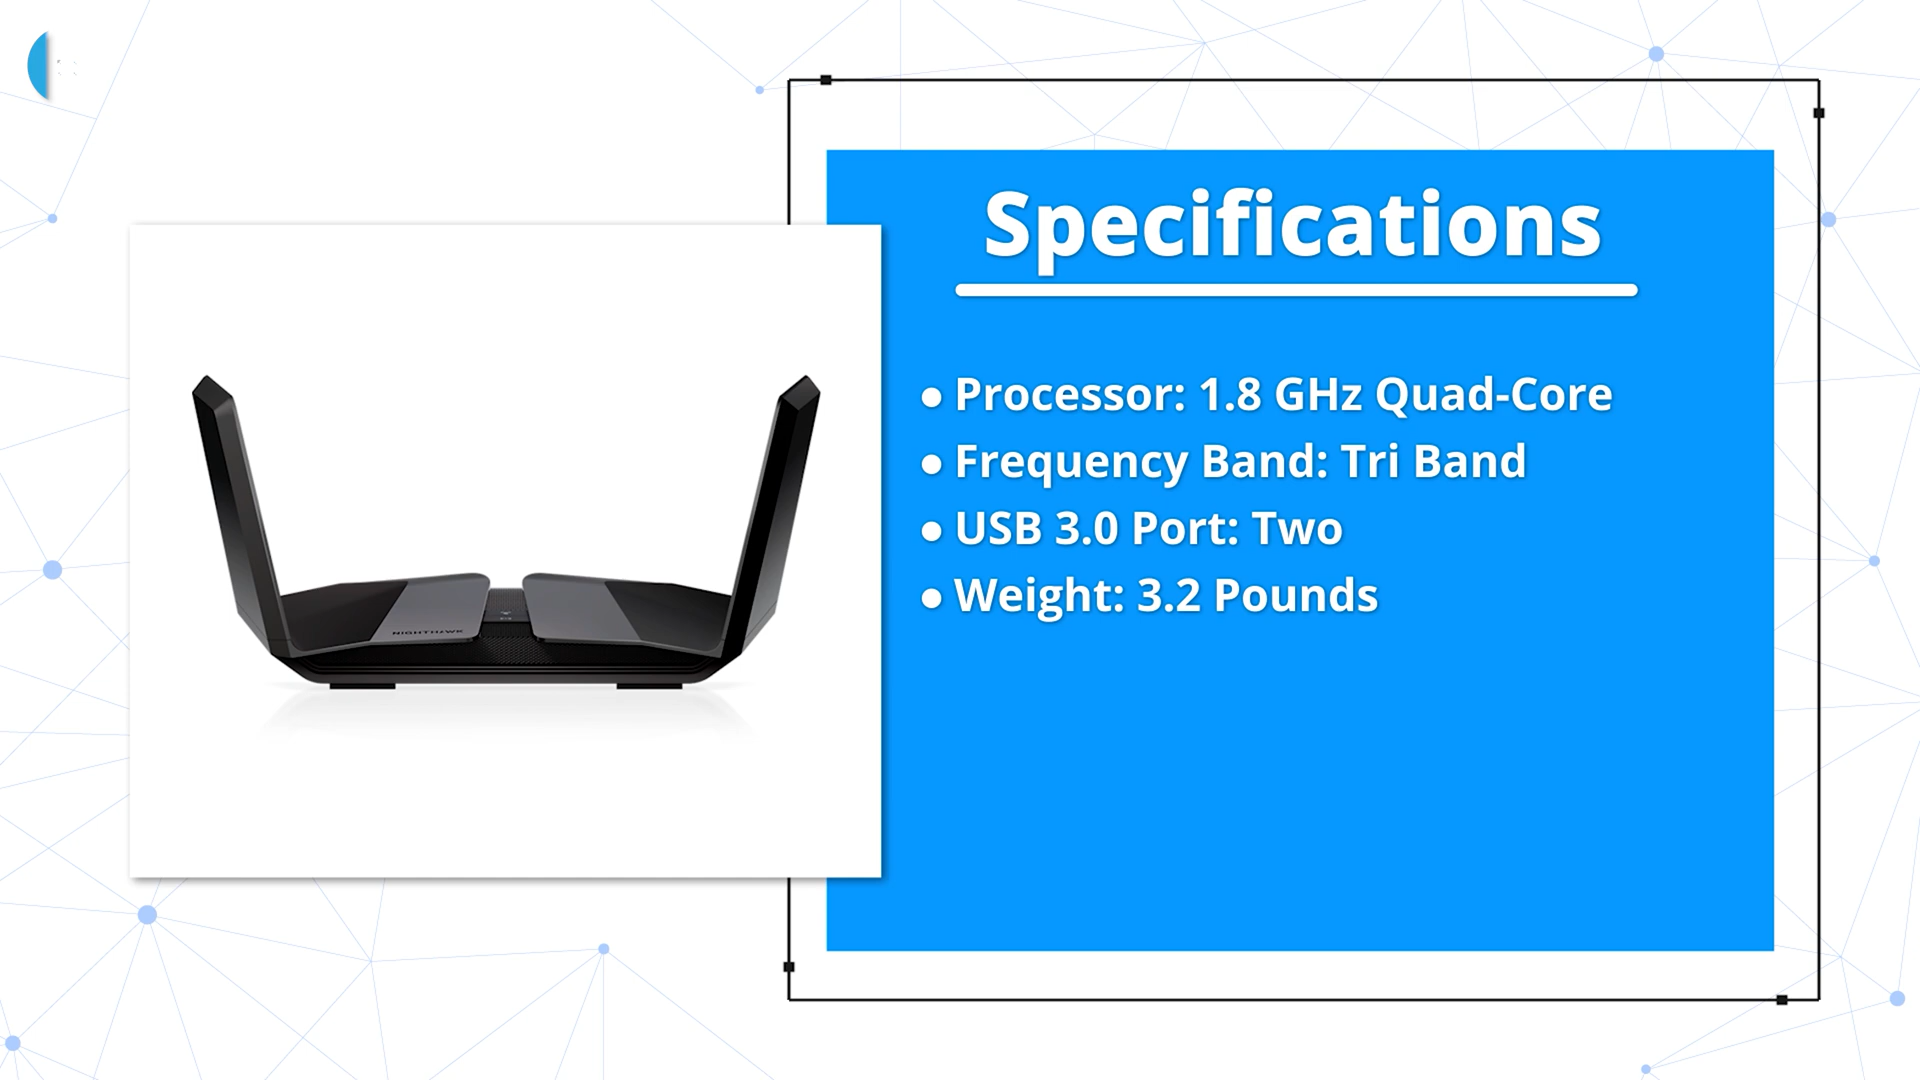 Specifications
● Processor: 1.8 GHz Quad-Core
● Frequency Band: Tri Band
● USB 3.0 Port: Two
● Weight: 3.2 Pounds
NIGHTHAWK